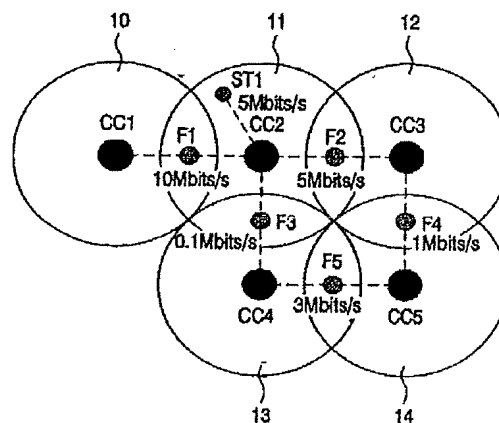 10
11
12
ST1
5Mbits/s
CC1
F1
CC2
F2
CC3
10Mbits/s
5Mbits/s
F3
F4
0.1Mbits/s
1Mbits/s
F5
3Mbits/s
CC4
CC5
13
14